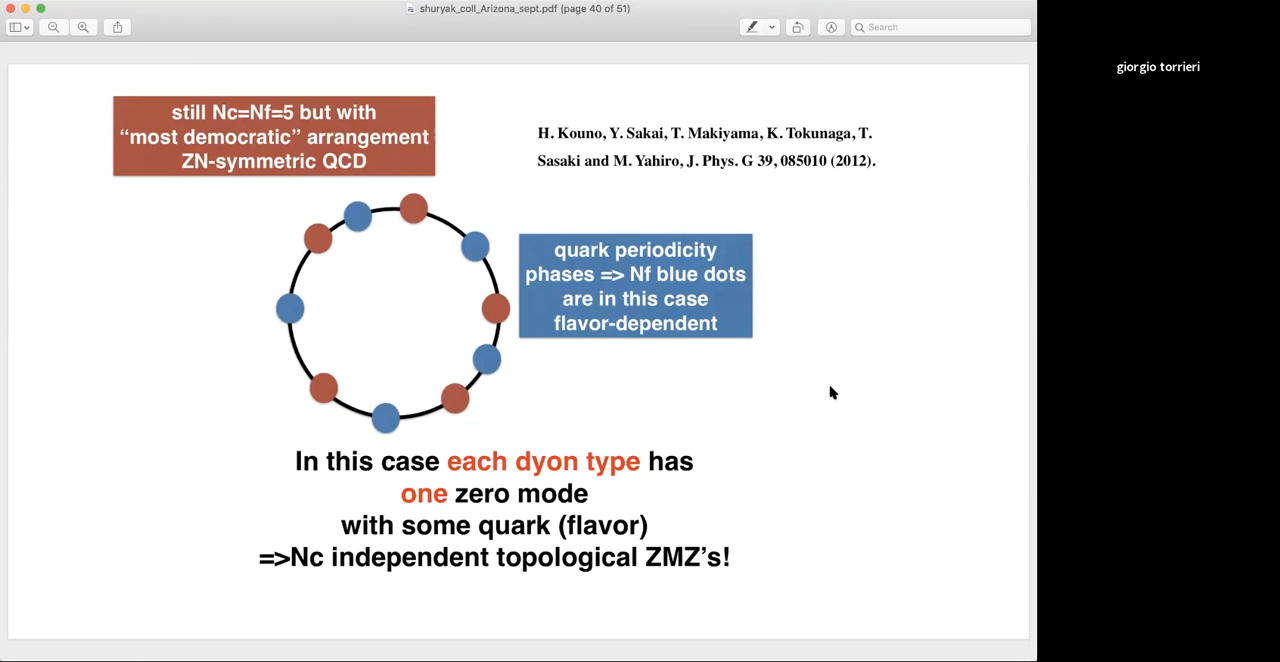 shuryak_coll_Arizona_sept.pdf (page 40 of 51)
Search
giorgio torrieri
still Nc=Nf=5 but with
“most democratic” arrangement
ZN-symmetric QCD
H. Kouno, Y. Sakai, T. Makiyama, K. Tokunaga, T.
Sasaki and M. Yahiro, J. Phys. G 39, 085010 (2012).
quark periodicity
phases => Nf blue dots
are in this case
flavor-dependent
In this case each dyon type has
one zero mode
with some quark (flavor)
=>Nc independent topological ZMZ’s!